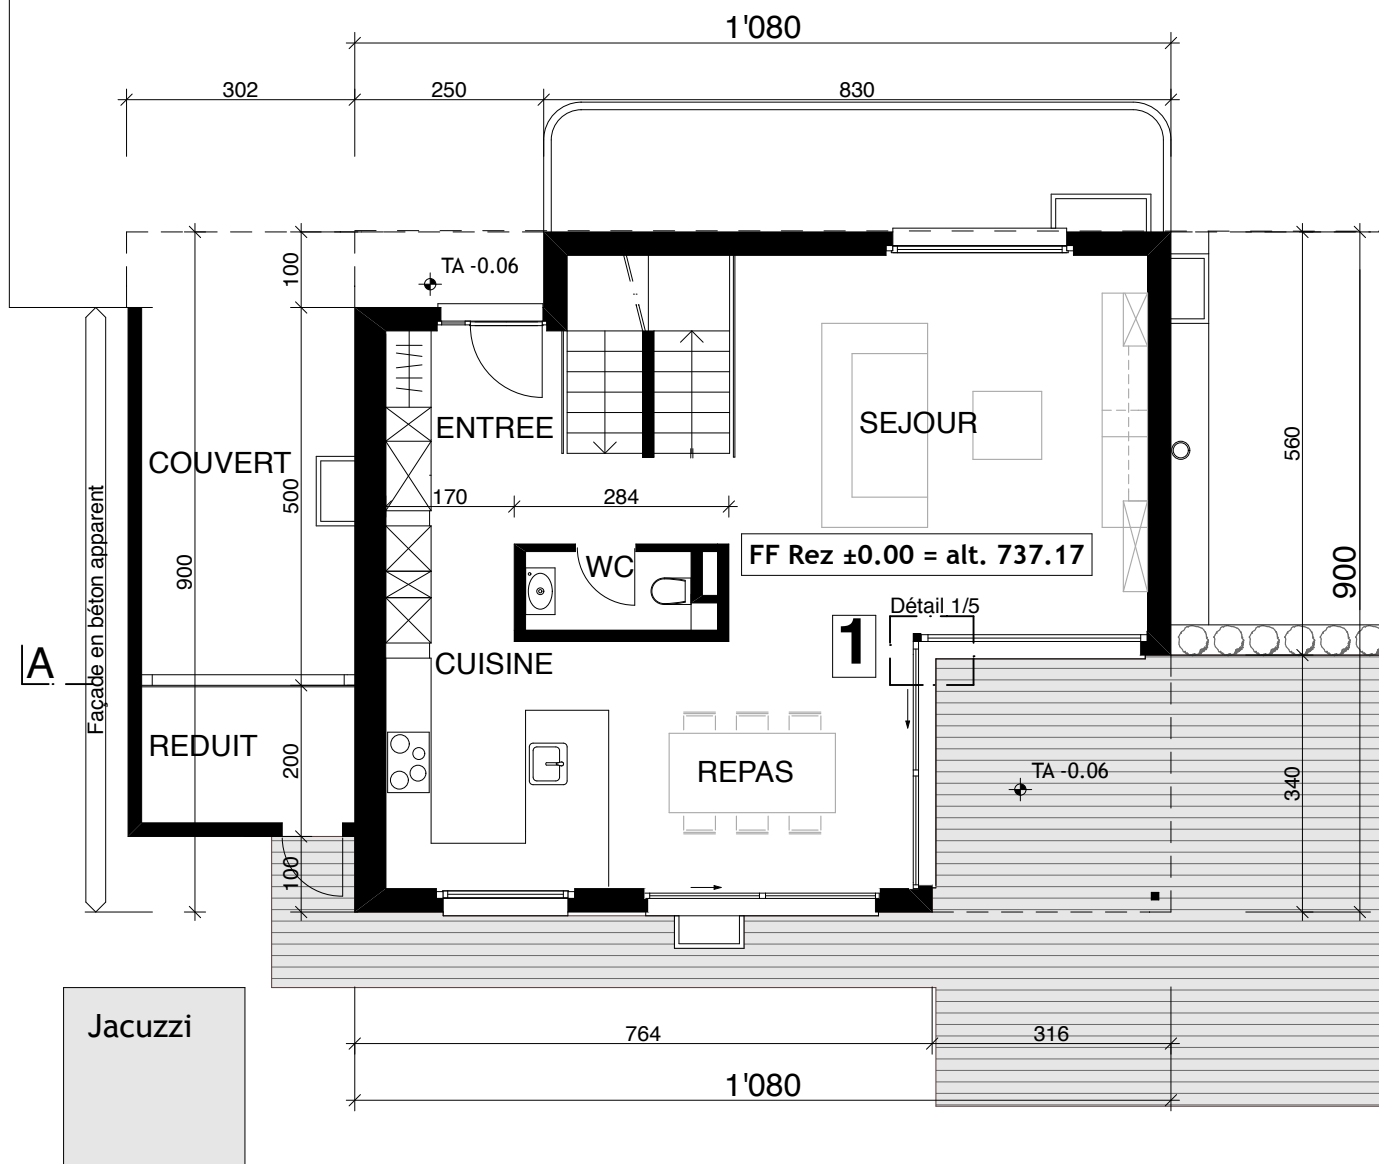 1'080
302
250
830
TA -0.06
100
ENTREE
SEJOUR
COUVERT
560
500
170
284
900
WC
FF Rez ±0.00 = alt. 737.17
900
Façade en béton apparent
Détail 1/5
1
A
CUISINE
REDUIT
200
REPAS
TA -0.06
340
100
Jacuzzi
764
316
1'080